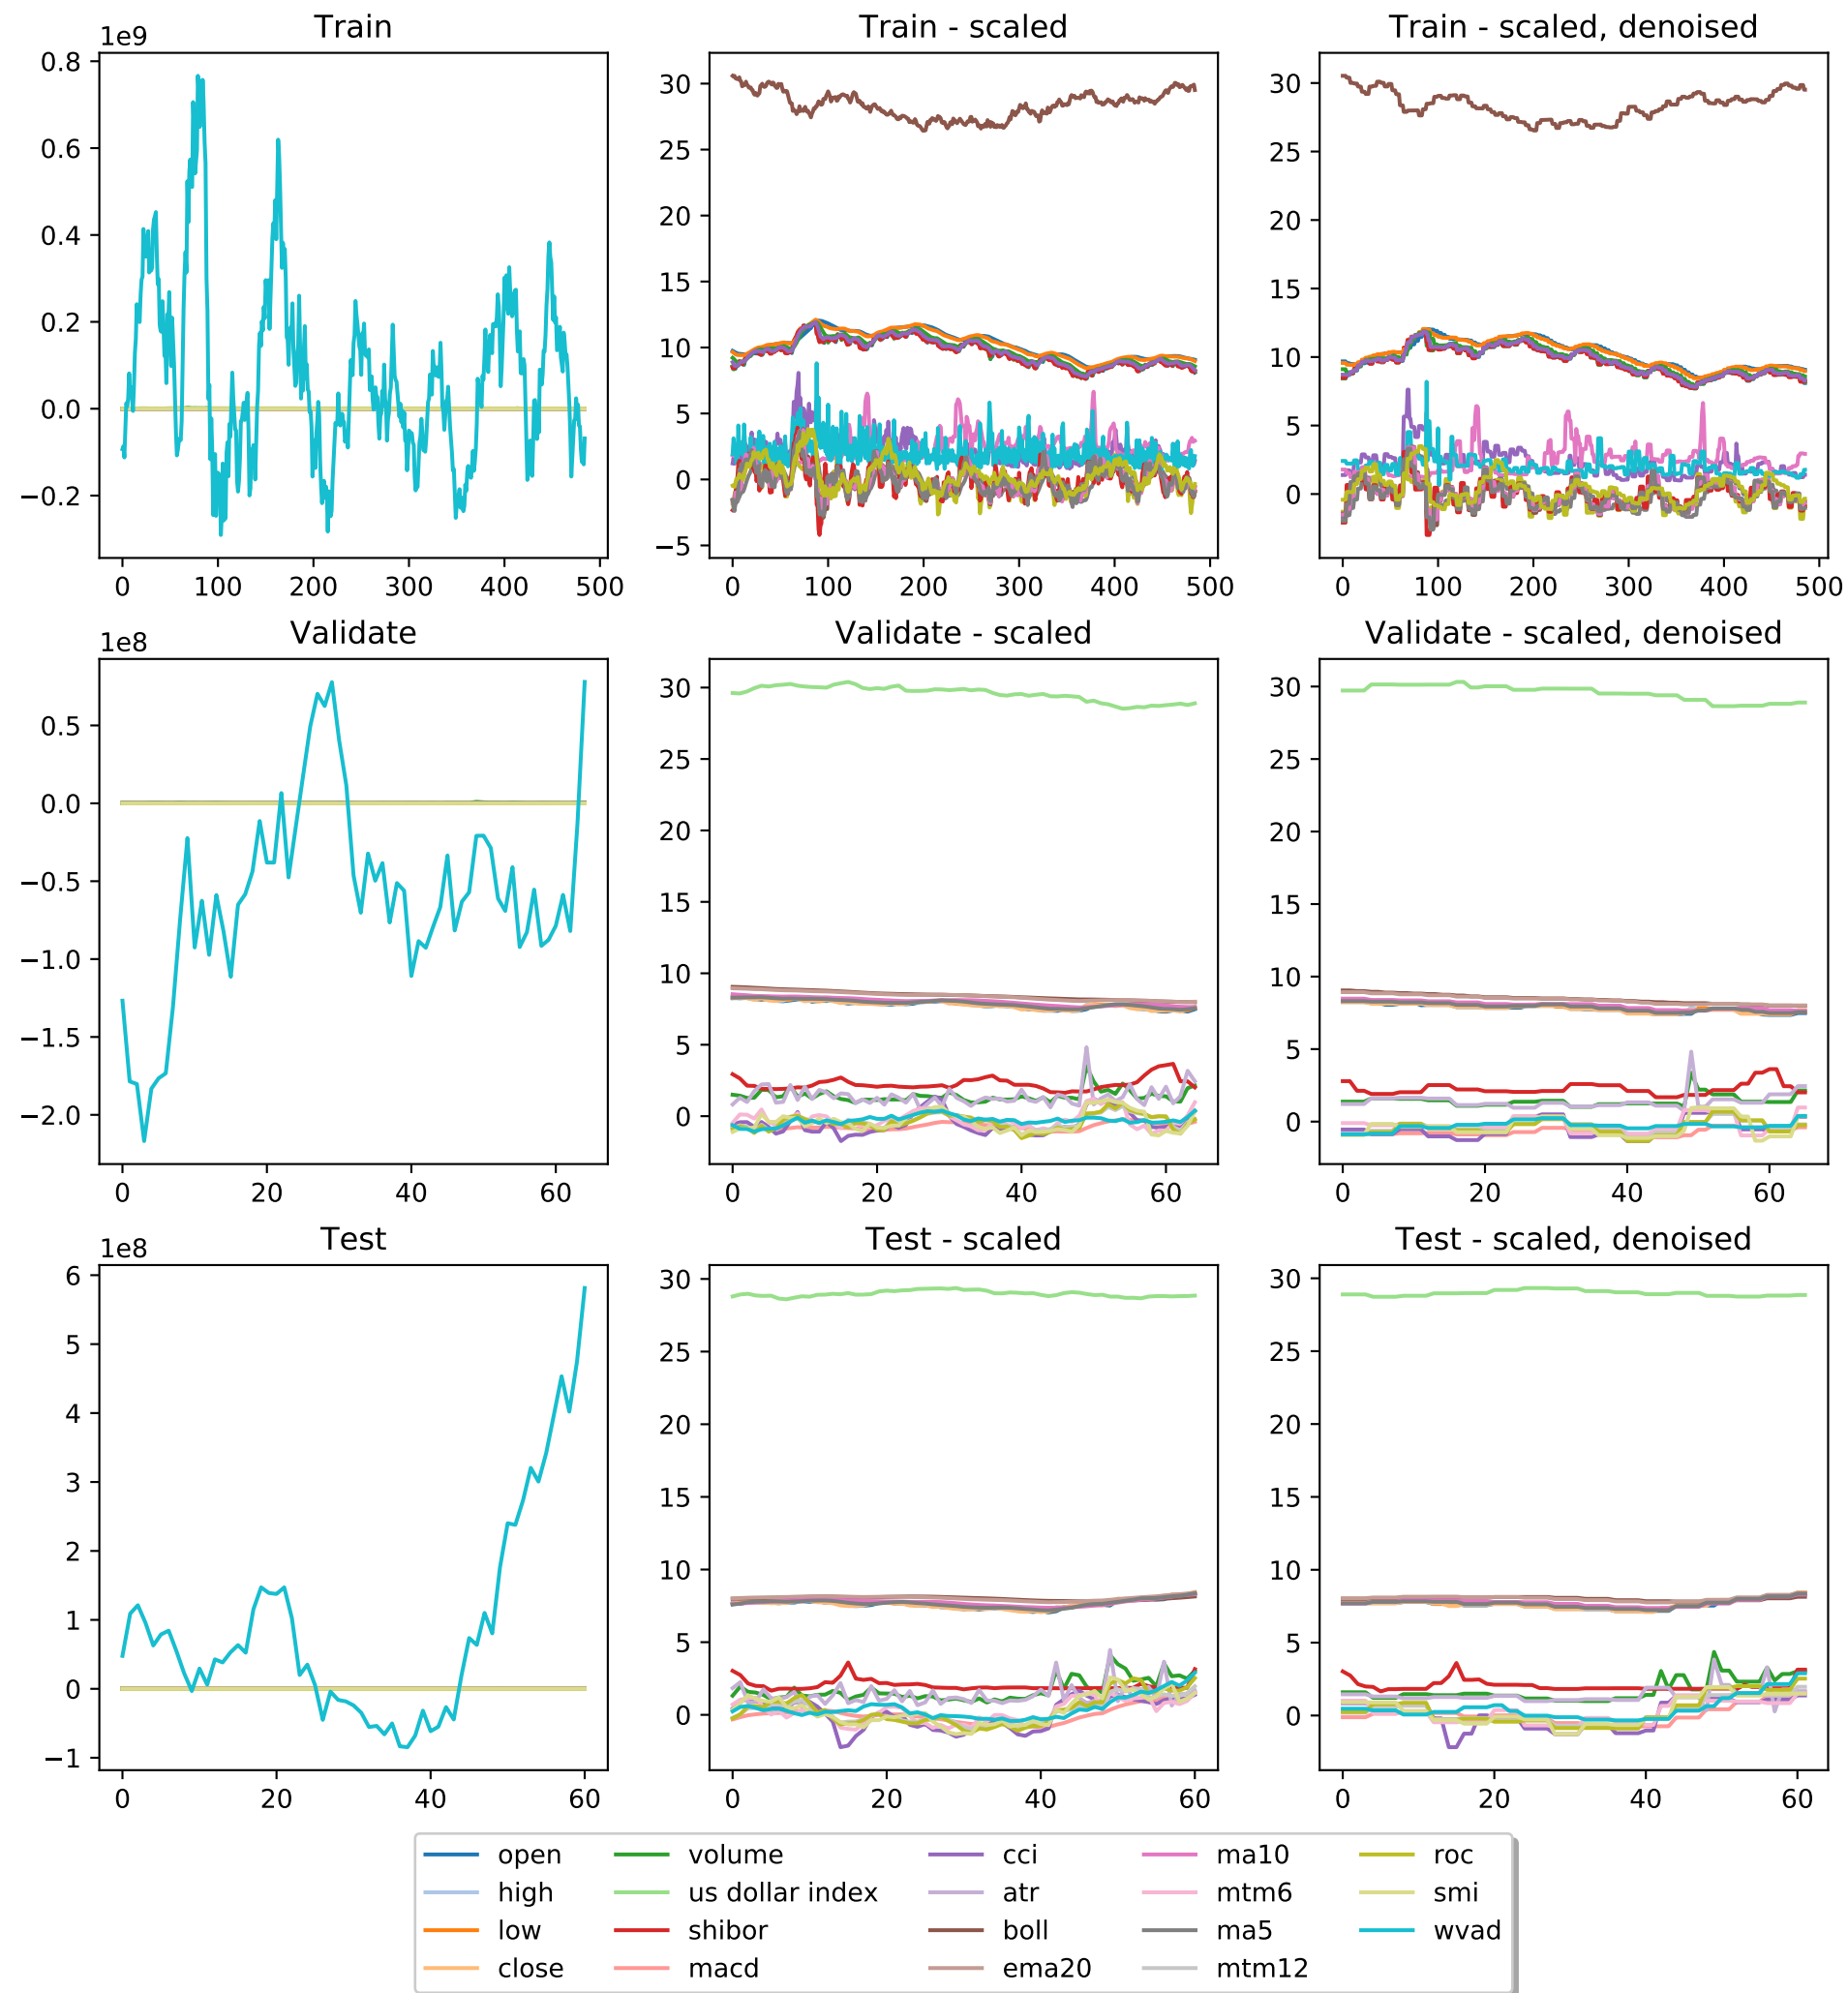 Train
Train - scaled
Train - scaled, denoised
1e9
0.8
0.6
0.4
0.2
0.0
−0.2
0 100 200 300 400 500
30
25
20
15
10
5
0
−5
0 100 200 300 400 500
30
25
20
15
10
5
0
0 100 200 300 400 500
Validate
Validate - scaled
Validate - scaled, denoised
1e8
0.5
0.0
−0.5
−1.0
−1.5
−2.0
0 20 40 60
30
25
20
15
10
5
0
0 20 40 60
30
25
20
15
10
5
0
0 20 40 60
Test
Test - scaled
Test - scaled, denoised
1e8
6
5
4
3
2
1
0
−1
0 20 40 60
30
25
20
15
10
5
0
0 20 40 60
30
25
20
15
10
5
0
0 20 40 60
open
high
low
close
volume
us dollar index
shibor
macd
cci
atr
boll
ema20
ma10
mtm6
ma5
mtm12
roc
smi
wvad